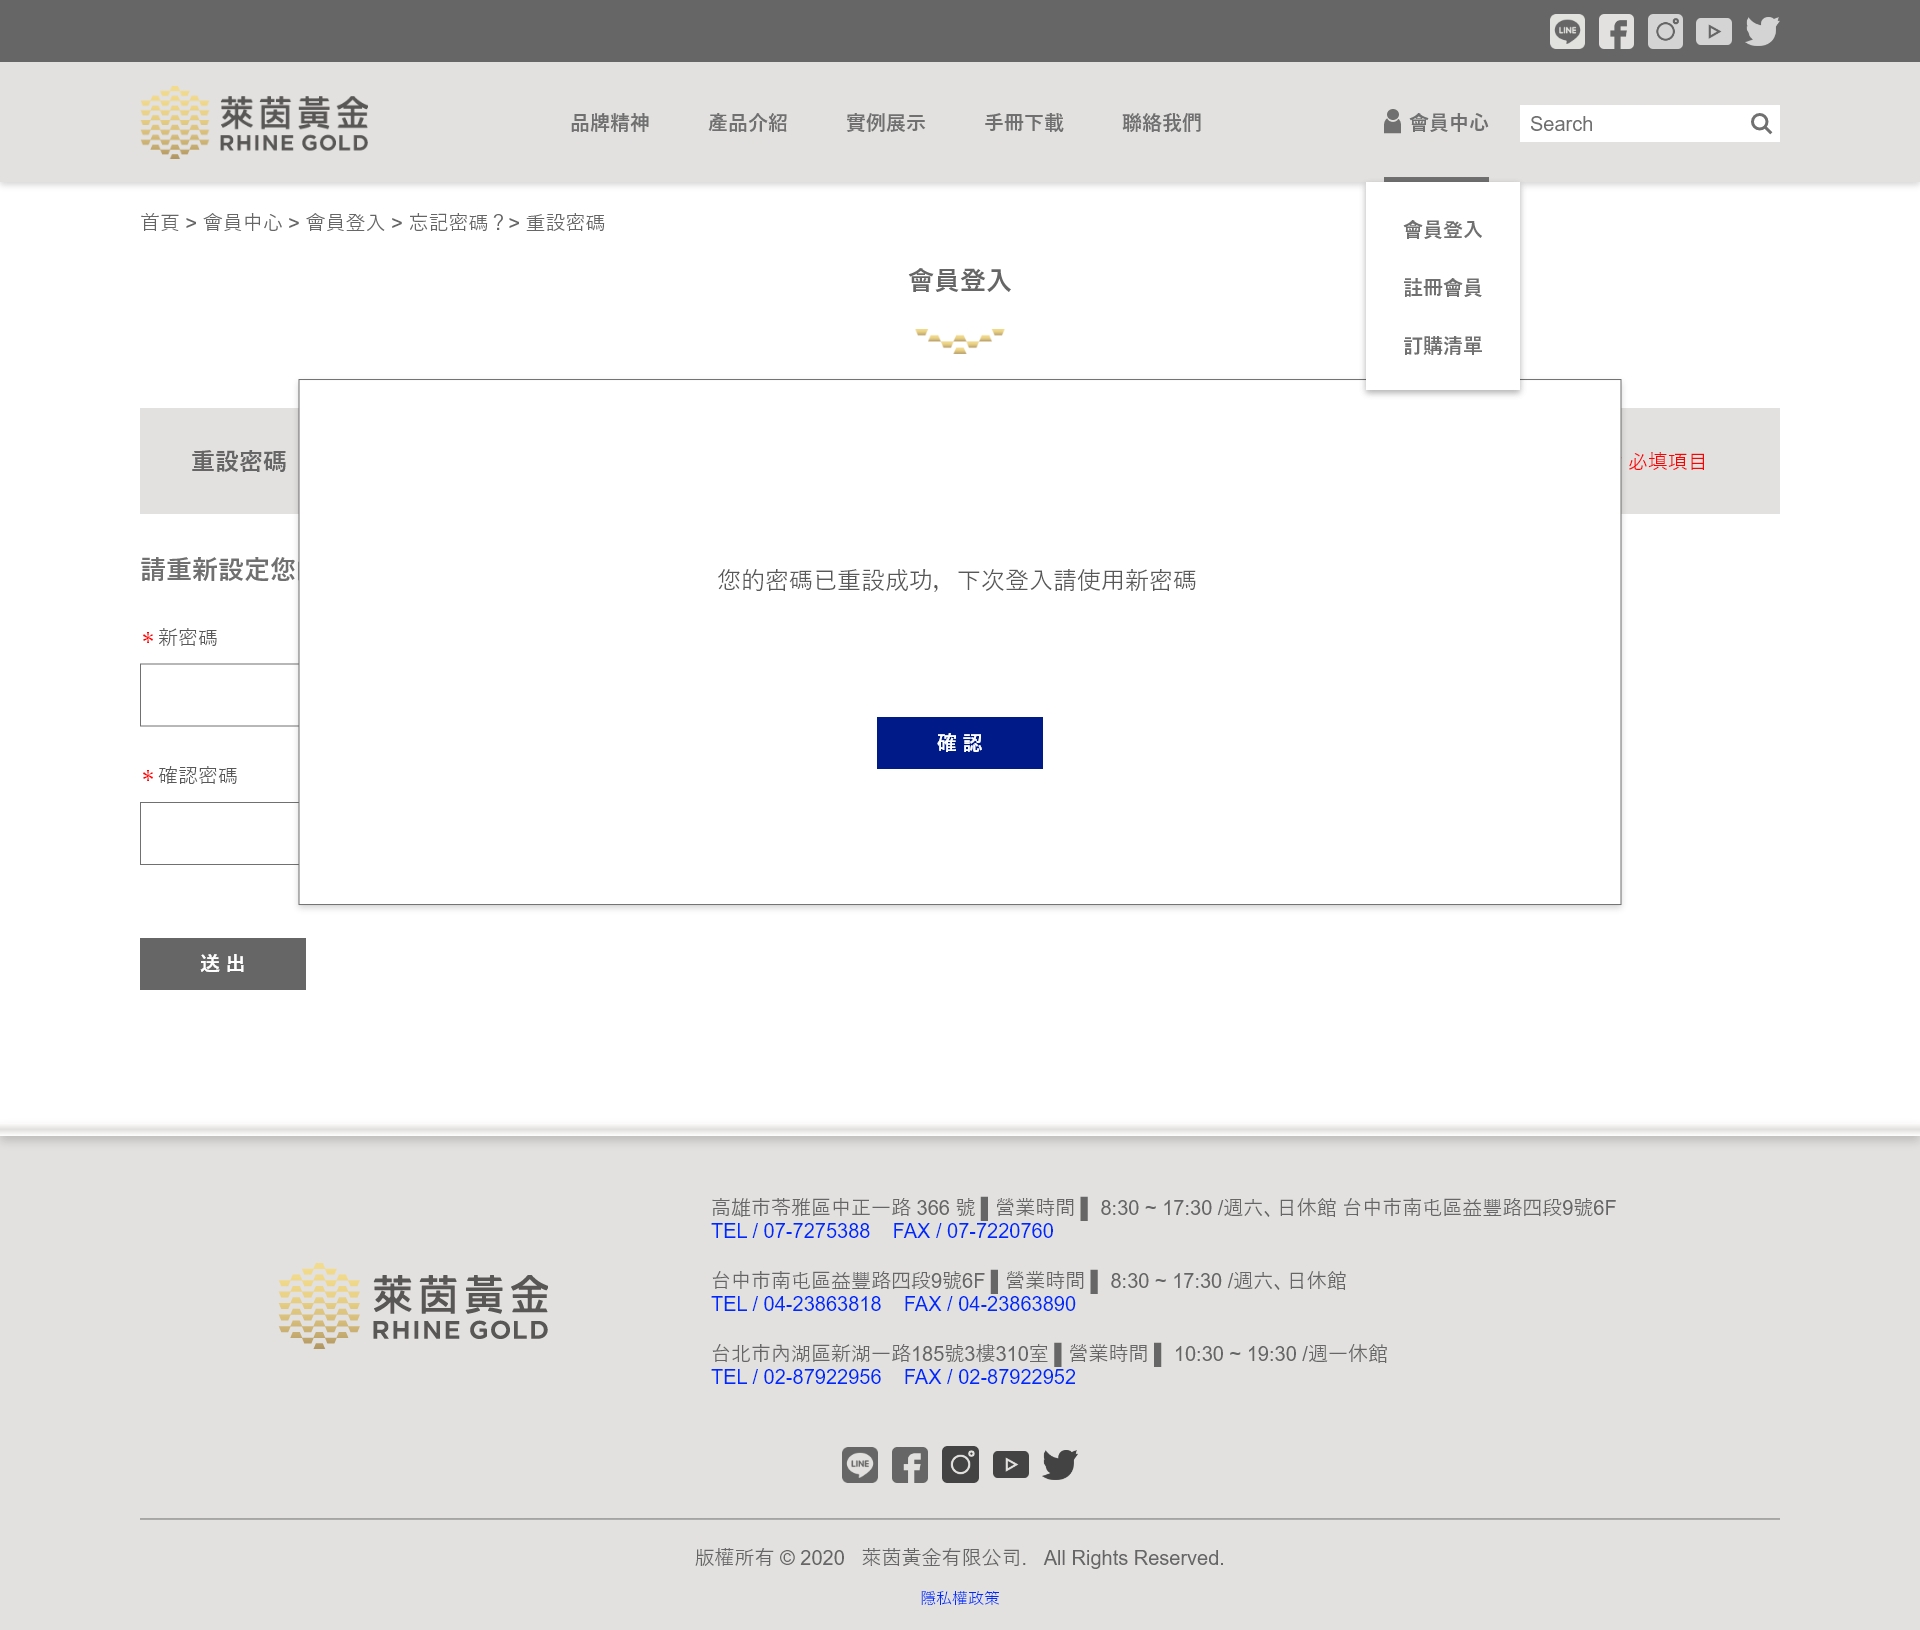 LINE
萊茵黃金
RHINE GOLD
品牌精神 產品介紹 實例展示 手冊下載 聯絡我們
會員中心
Search
首頁 > 會員中心 > 會員登入 > 忘記密碼？> 重設密碼
會員登入
註冊會員
訂購清單
會員登入
重設密碼
必填項目
請重新設定您
*新密碼
*確認密碼
您的密碼已重設成功，下次登入請使用新密碼
確 認
送 出
萊茵黃金
RHINE GOLD
高雄市苓雅區中正一路 366 號▐ 營業時間▐ 8:30 ~ 17:30 /週六、日休館 台中市南屯區益豐路四段9號6F
TEL / 07-7275388 FAX / 07-7220760
台中市南屯區益豐路四段9號6F▐ 營業時間▐ 8:30 ~ 17:30 /週六、日休館
TEL / 04-23863818 FAX / 04-23863890
台北市內湖區新湖一路185號3樓310室▐ 營業時間▐ 10:30 ~ 19:30 /週一休館
TEL / 02-87922956 FAX / 02-87922952
LINE
版權所有 © 2020 萊茵黃金有限公司. All Rights Reserved.
隱私權政策